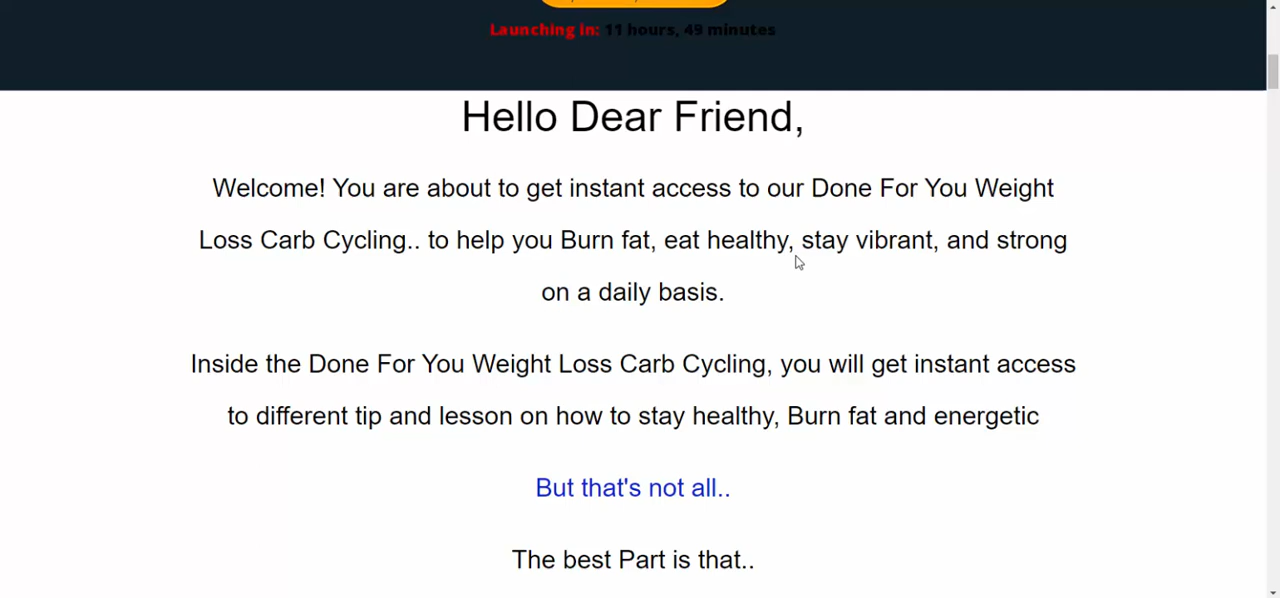 Launching in: 11 hours, 49 minutes
Hello Dear Friend,
Welcome! You are about to get instant access to our Done For You Weight
Loss Carb Cycling.. to help you Burn fat, eat healthy, stay vibrant, and strong
on a daily basis.
Inside the Done For You Weight Loss Carb Cycling, you will get instant access
to different tip and lesson on how to stay healthy, Burn fat and energetic
But that's not all..
The best Part is that..